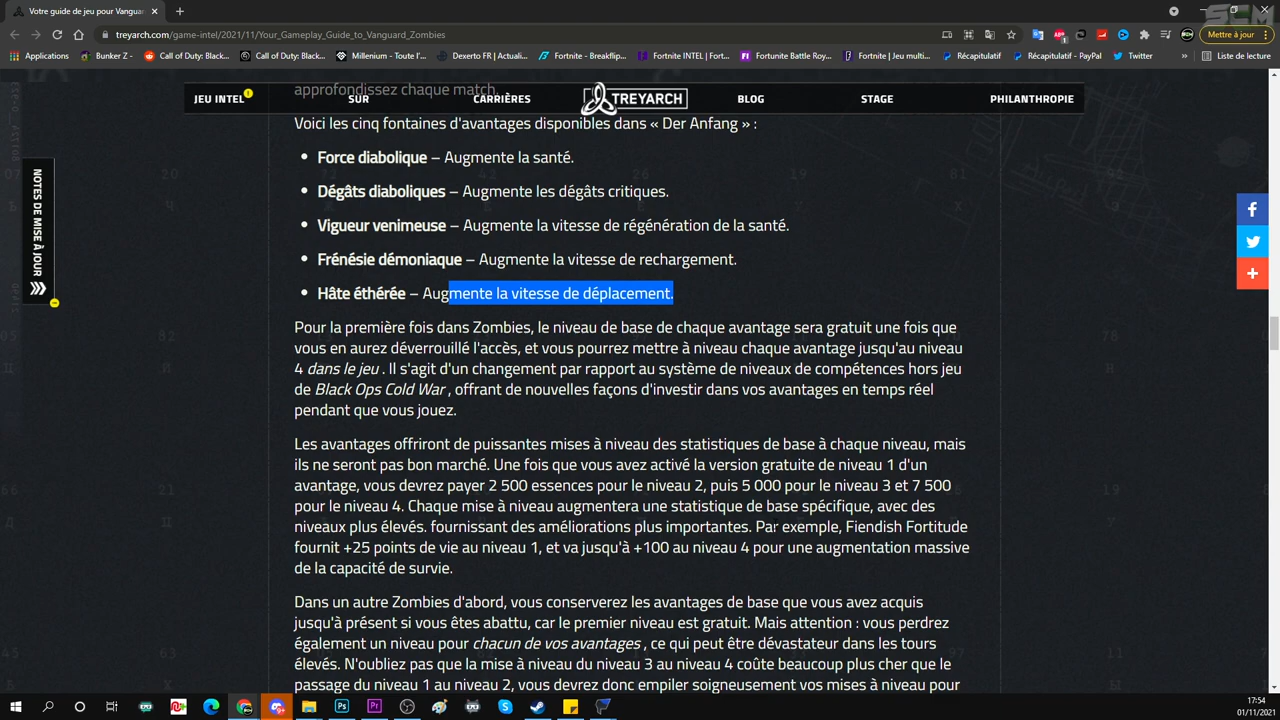 Votre guide de jeu pour Vanguar
treyarch.com/game-intel/2021/11/Your_Gameplay_Guide_to_Vanguard_Zombies
Mettre à jour
Applications
Bunker Z -
Call of Duty: Black...
Call of Duty: Black...
Millenium - Toute l'...
Dexerto FR | Actuali...
Fortnite - Breakflip...
Fortnite INTEL | Fort...
Fortuite Battle Roy...
Fortnite | Jeu multi...
Récapitulatif
Récapitulatif - PayPal
Twitter
Liste de lecture
approfondissez chaque match.
JEU INTEL
SUR
CARRIÈRES
TREYARCH
BLOG
STAGE
PHILANTHROPIE
NOTES DE MISE À JOUR
Voici les cinq fontaines d'avantages disponibles dans « Der Anfang » :
Force diabolique – Augmente la santé.
Dégâts diaboliques – Augmente les dégâts critiques.
Vigueur venimeuse – Augmente la vitesse de régénération de la santé.
Frénésie démoniaque – Augmente la vitesse de rechargement.
Hâte éthérée – Augmente la vitesse de déplacement.
Pour la première fois dans Zombies, le niveau de base de chaque avantage sera gratuit une fois que
vous en aurez déverrouillé l'accès, et vous pourrez mettre à niveau chaque avantage jusqu'au niveau
4 dans le jeu . Il s'agit d'un changement par rapport au système de niveaux de compétences hors jeu
de Black Ops Cold War , offrant de nouvelles façons d'investir dans vos avantages en temps réel
pendant que vous jouez.
Les avantages offriront de puissantes mises à niveau des statistiques de base à chaque niveau, mais
ils ne seront pas bon marché. Une fois que vous avez activé la version gratuite de niveau 1 d'un
avantage, vous devrez payer 2 500 essences pour le niveau 2, puis 5 000 pour le niveau 3 et 7 500
pour le niveau 4. Chaque mise à niveau augmentera une statistique de base spécifique, avec des
niveaux plus élevés. fournissant des améliorations plus importantes. Par exemple, Fiendish Fortitude
fournit +25 points de vie au niveau 1, et va jusqu'à +100 au niveau 4 pour une augmentation massive
de la capacité de survie.
Dans un autre Zombies d'abord, vous conserverez les avantages de base que vous avez acquis
jusqu'à présent si vous êtes abattu, car le premier niveau est gratuit. Mais attention : vous perdrez
également un niveau pour chacun de vos avantages , ce qui peut être dévastateur dans les tours
élevés. N'oubliez pas que la mise à niveau du niveau 3 au niveau 4 coûte beaucoup plus cher que le
passage du niveau 1 au niveau 2, vous devrez donc empiler soigneusement vos mises à niveau pour
17:54
01/11/2021